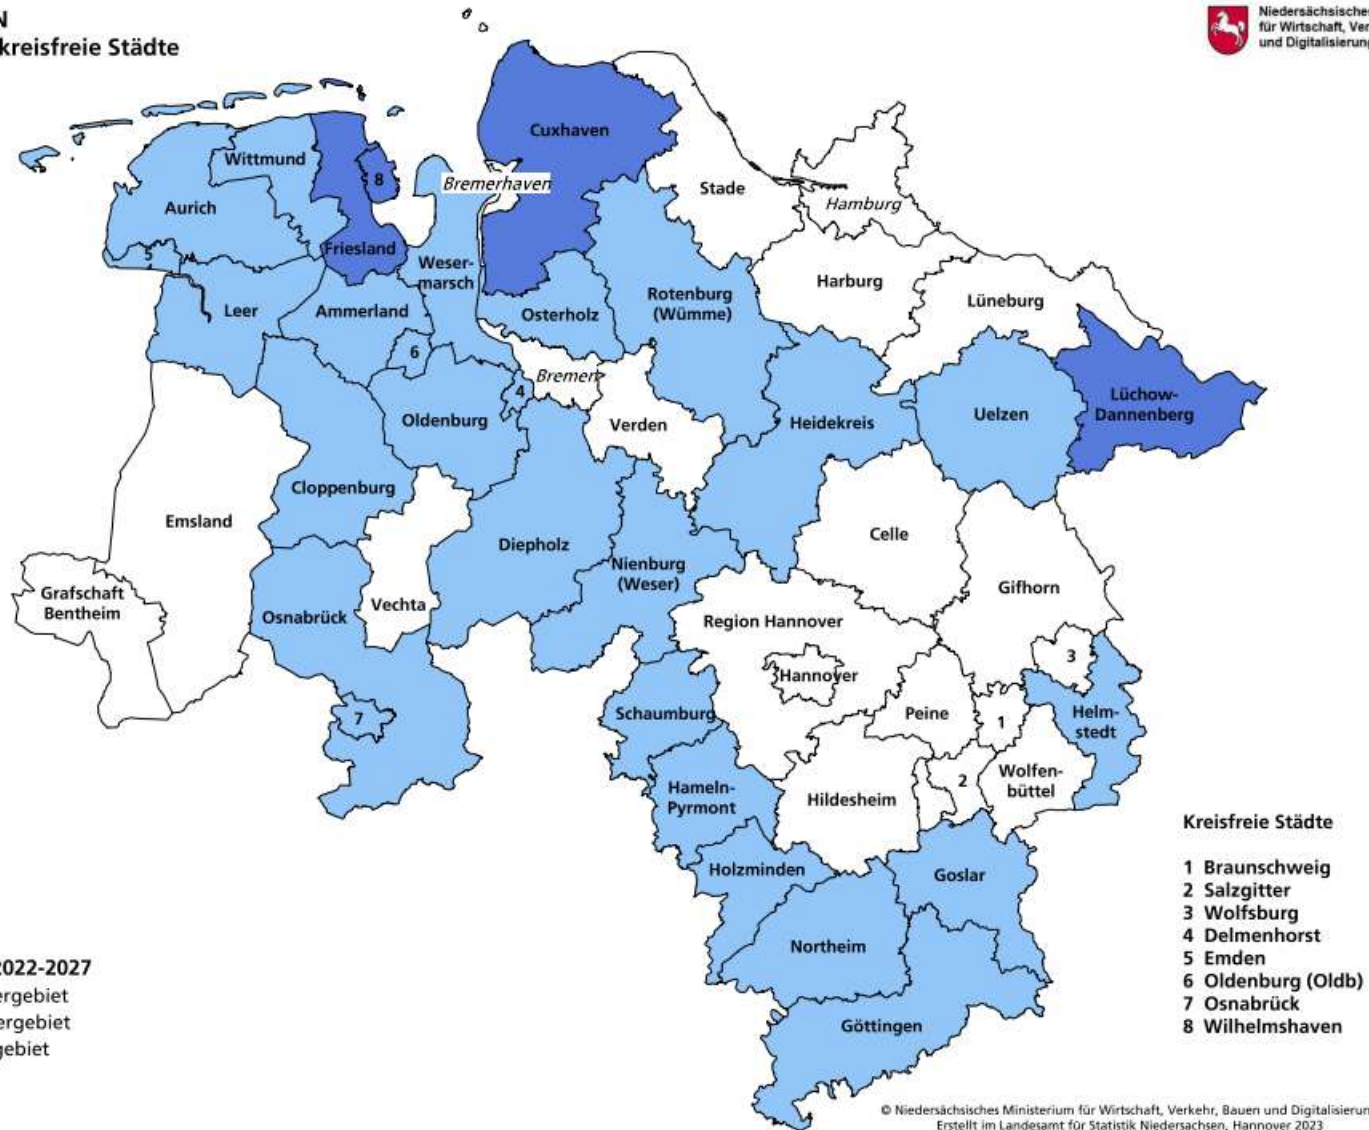 N
kreisfreie Städte
Niedersächsisches
für Wirtschaft, Ver
und Digitalisierung
Cuxhaven
Wittmund
8
Bremerhaven
Stade
Aurich
Hamburg
5
Friesland
Weser-
marsch
Harburg
Rotenburg
(Wümme)
Lüneburg
Leer
Ammerland
Osterholz
6
Bremen
4
Lüchow-
Dannenberg
Oldenburg
Verden
Heidekreis
Uelzen
Cloppenburg
Emsland
Celle
Diepholz
Nienburg
(Weser)
Gifhorn
Grafschaft
Bentheim
Vechta
Osnabrück
Region Hannover
3
Hannover
7
Schaumburg
Peine
1
Helm-
stedt
2
Wolfen-
büttel
Hameln-
Pyrmont
Hildesheim
Holzminden
Goslar
Northeim
Göttingen
Kreisfreie Städte
1 Braunschweig
2 Salzgitter
3 Wolfsburg
4 Delmenhorst
5 Emden
6 Oldenburg (Oldb)
7 Osnabrück
8 Wilhelmshaven
2022-2027
ergebiet
ergebiet
gebiet
© Niedersächsisches Ministerium für Wirtschaft, Verkehr, Bauen und Digitalisierun
Erstellt im Landesamt für Statistik Niedersachsen, Hannover 2023